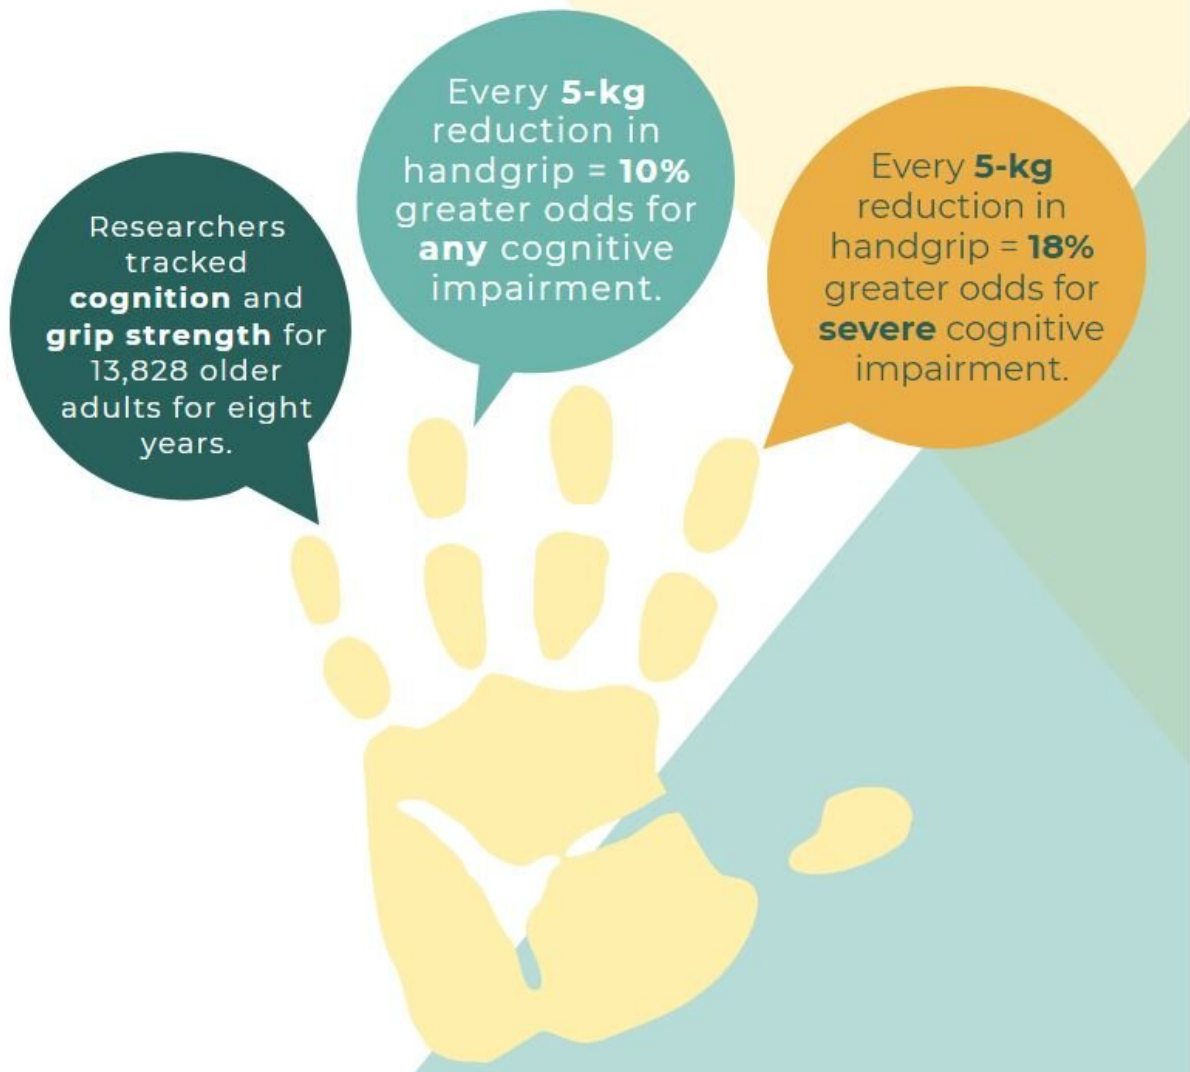 Researchers
tracked
cognition and
grip strength for
13,828 older
adults for eight
years.
Every 5-kg
reduction in
handgrip = 10%
greater odds for
any cognitive
impairment.
Every 5-kg
reduction in
handgrip = 18%
greater odds for
severe cognitive
impairment.